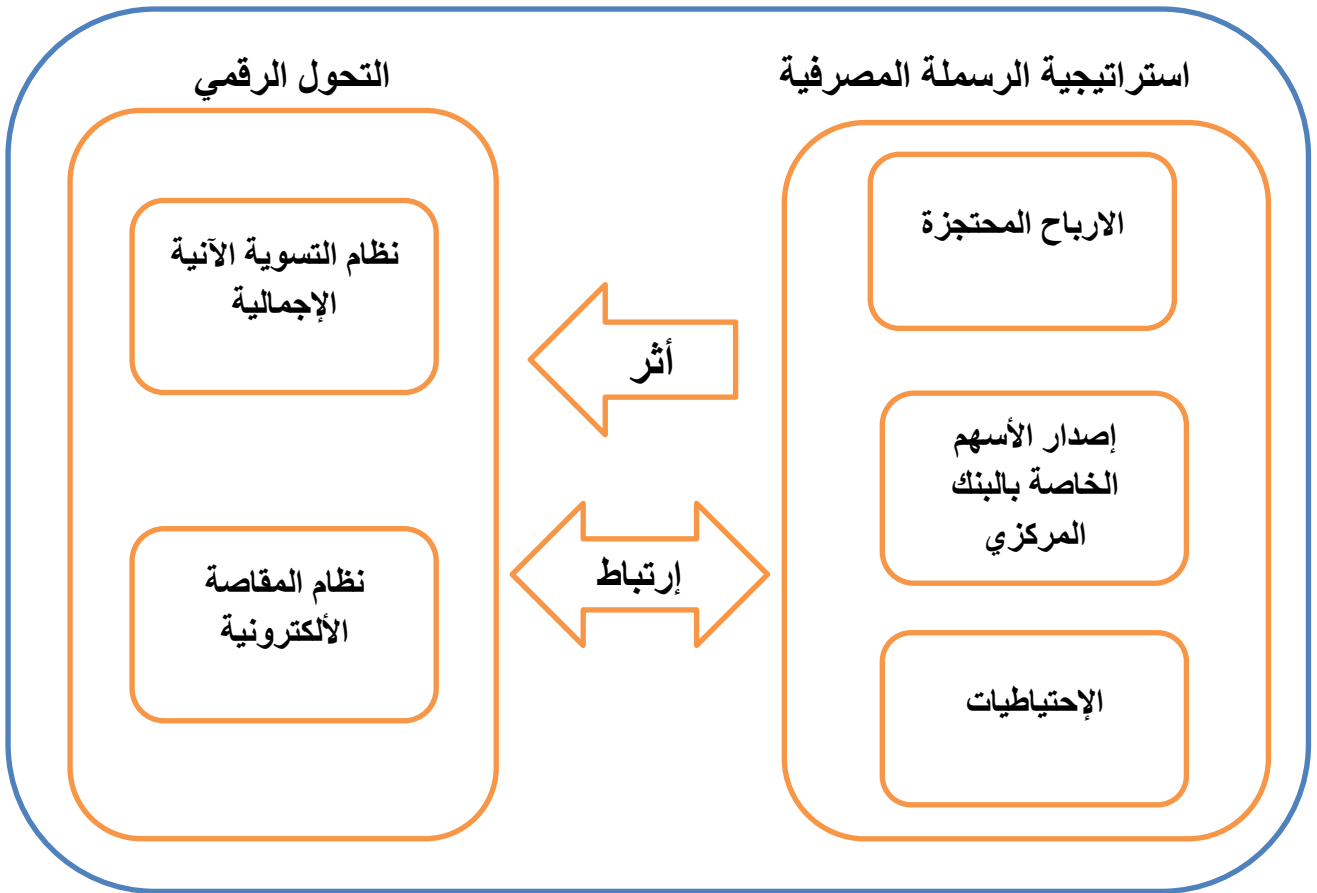 استراتيجية الرسملة المصرفية
الارباح المحتجزة
إصدار الأسهم
الخاصة بالبنك
المركزي
الإحتياطيات
أثر
إرتباط
التحول الرقمي
نظام التسوية الآنية
الإجمالية
نظام المقاصة
الألكترونية